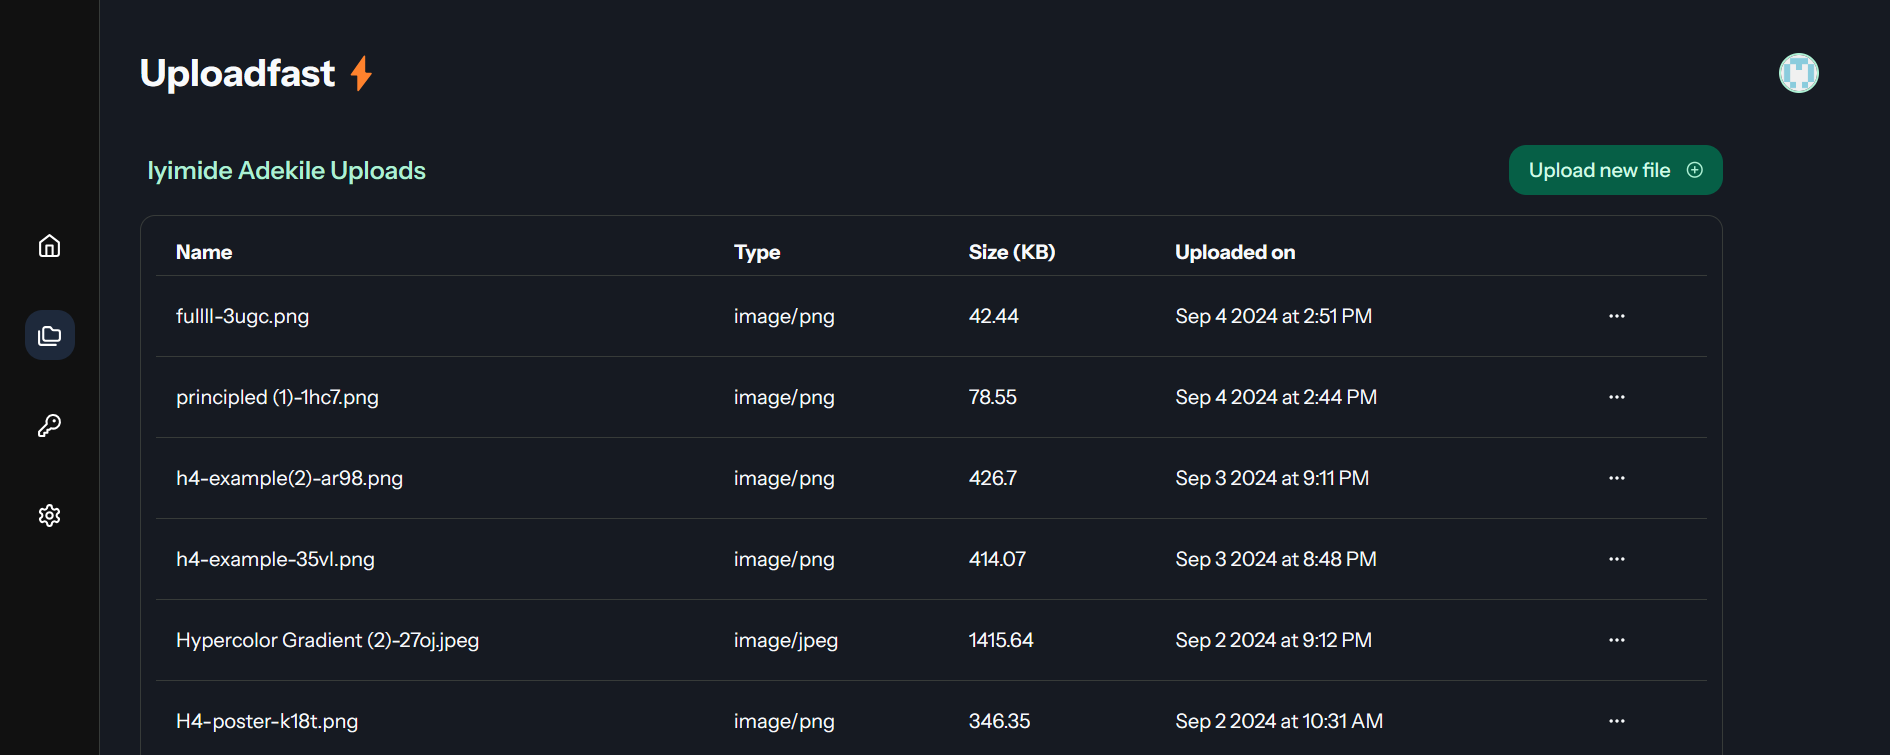 Uploadfast
Iyimide Adekile Uploads
Upload new file
Name Type Size (KB) Uploaded on
fullll-3ugc.png image/png 42.44 Sep 4 2024 at 2:51 PM
principled (1)-1hc7.png image/png 78.55 Sep 4 2024 at 2:44 PM
h4-example(2)-ar98.png image/png 426.7 Sep 3 2024 at 9:11 PM
h4-example-35vl.png image/png 414.07 Sep 3 2024 at 8:48 PM
Hypercolor Gradient (2)-27oj.jpeg image/jpeg 1415.64 Sep 2 2024 at 9:12 PM
H4-poster-k18t.png image/png 346.35 Sep 2 2024 at 10:31 AM